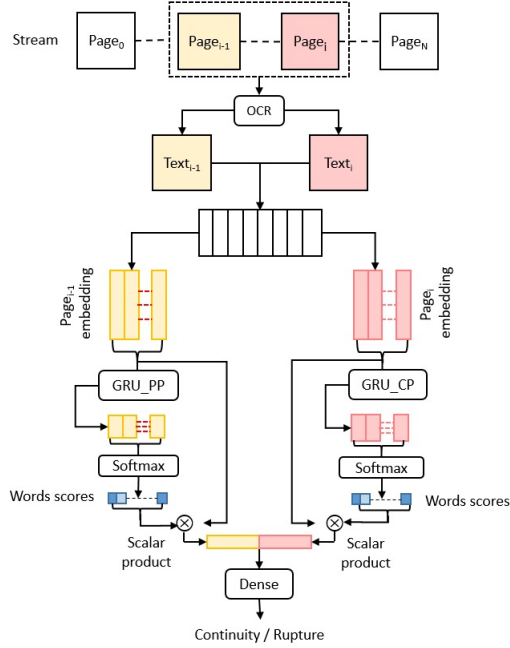 Stream
Page₀
Pageᵢ₋₁
Pageᵢ
Page_N
OCR
Textᵢ₋₁
Textᵢ
Pageᵢ₋₁
embedding
Pageᵢ
embedding
GRU_PP
GRU_CP
Softmax
Softmax
Words scores
Words scores
Scalar
product
Scalar
product
Dense
Continuity / Rupture